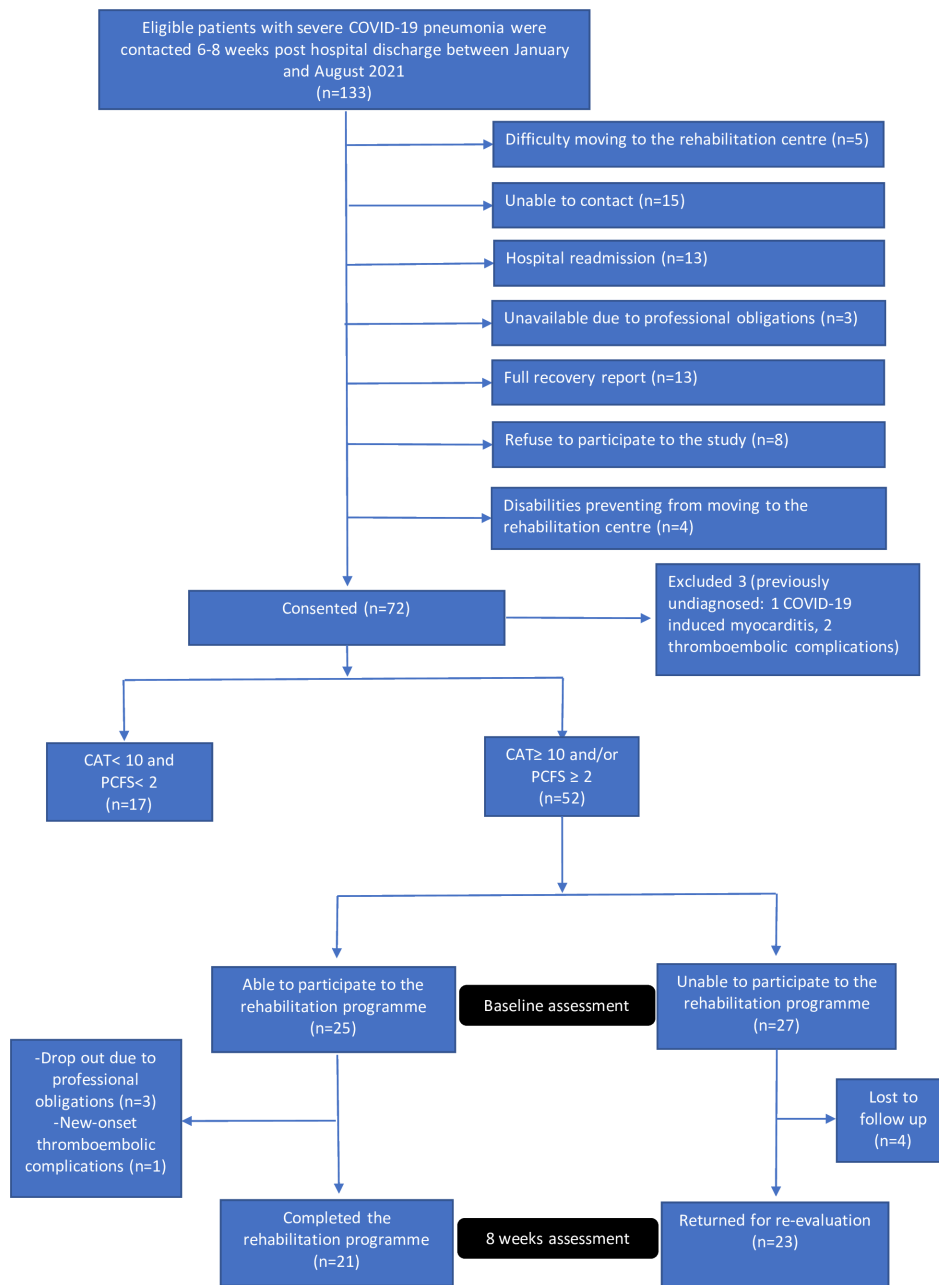 Eligible patients with severe COVID-19 pneumonia were
contacted 6-8 weeks post hospital discharge between January
and August 2021
(n=133)
Difficulty moving to the rehabilitation centre (n=5)
Unable to contact (n=15)
Hospital readmission (n=13)
Unavailable due to professional obligations (n=3)
Full recovery report (n=13)
Refuse to participate to the study (n=8)
Disabilities preventing from moving to the
rehabilitation centre (n=4)
Consented (n=72)
Excluded 3 (previously
undiagnosed: 1 COVID-19
induced myocarditis, 2
thromboembolic complications)
CAT< 10 and
PCFS< 2
(n=17)
CAT≥ 10 and/or
PCFS ≥ 2
(n=52)
Able to participate to the
rehabilitation programme
(n=25)
Baseline assessment
Unable to participate to the
rehabilitation programme
(n=27)
-Drop out due to
professional
obligations (n=3)
-New-onset
thromboembolic
complications (n=1)
Lost to
follow up
(n=4)
Completed the
rehabilitation programme
(n=21)
8 weeks assessment
Returned for re-evaluation
(n=23)